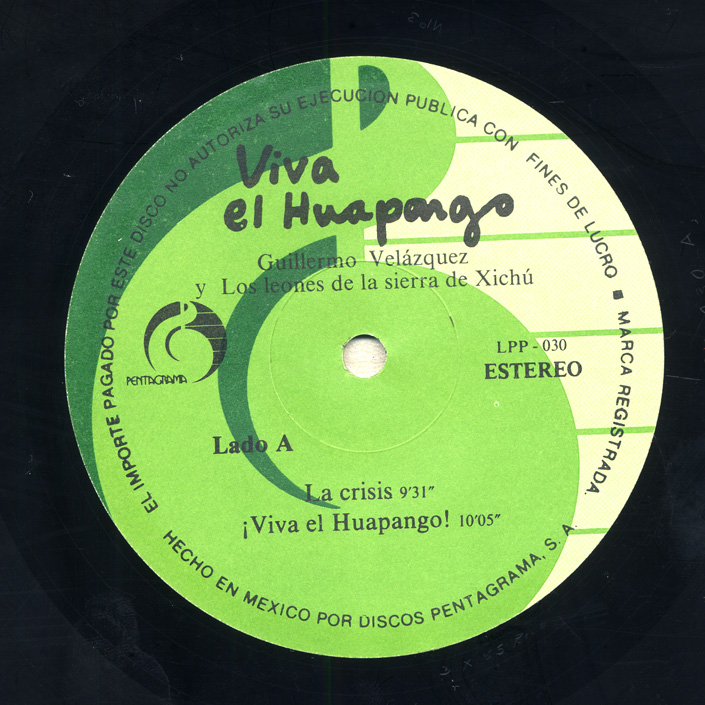 EL IMPORTE PAGADO POR ESTE DISCO NO AUTORIZA SU EJECUCION PUBLICA CON FINES DE LUCRO ■ MARCA REGISTRADA.
Viva
el Huapango
Guillermo Velázquez
y Los leones de la sierra de Xichú
PENTAGRAMA
LPP - 030
ESTEREO
Lado A
La crisis 9'31"
¡Viva el Huapango! 10'05"
HECHO EN MEXICO POR DISCOS PENTAGRAMA, S. A.